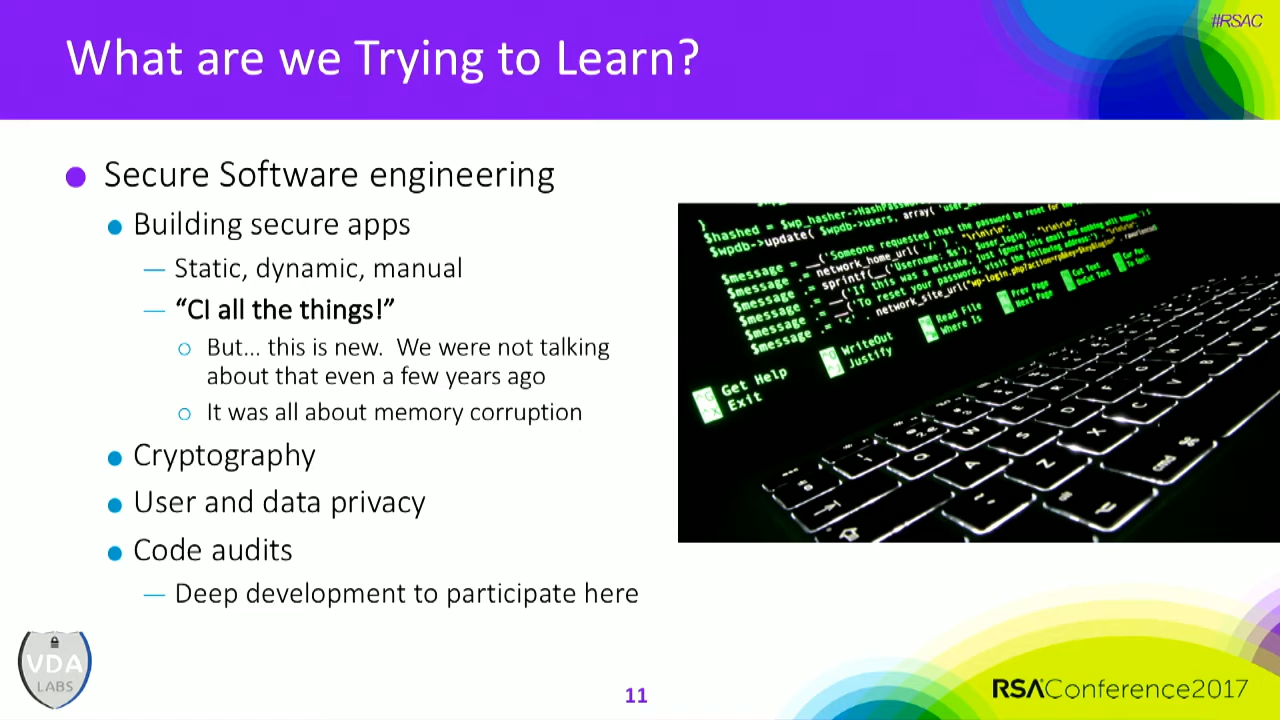 #RSAC
What are we Trying to Learn?
Secure Software engineering
Building secure apps
— Static, dynamic, manual
— “CI all the things!”
But... this is new. We were not talking
about that even a few years ago
It was all about memory corruption
Cryptography
User and data privacy
Code audits
— Deep development to participate here
}
$hashed = $wp_hasher->HashPassword
$wpdb->update( $wpdb->users, array( 'user_
$message = __('Someone requested that the password be reset for
$message .= network_home_url( '/' ) . "\r\n\r\n";
$message .= sprintf(__('Username: %s'), $user_login) . "\r\n\r\n";
$message .= __('If this was a mistake, just ignore this email and nothing will happen.')
$message .= __('To reset your password, visit the following address:') . "\r\n\r\n";
$message .= '<' . network_site_url("wp-login.php?action=rp&key=$key&login=" . rawurlencode
^G Get Help
WriteOut
Read File
Prev Page
Cut Text
Cur Pos
^X Exit
Justify
Where Is
Next Page
UnCut Text
To Spell
Q W E R
A S D
Z X C
cmd ⌘
VDA
LABS
11
RSAConference2017